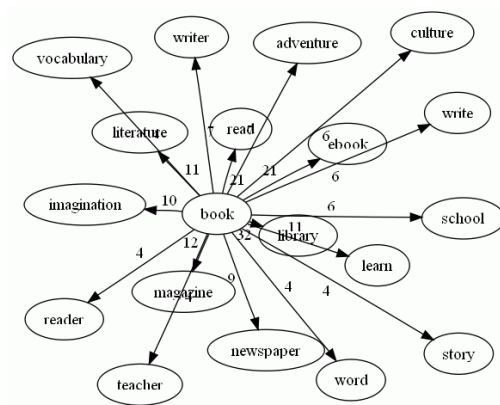 culture
writer
adventure
vocabulary
write
literature
read
ebook
7
6
11
21
21
6
imagination
10
book
6
school
12
32
library
11
learn
4
9
magazine
4
4
reader
newspaper
story
teacher
word